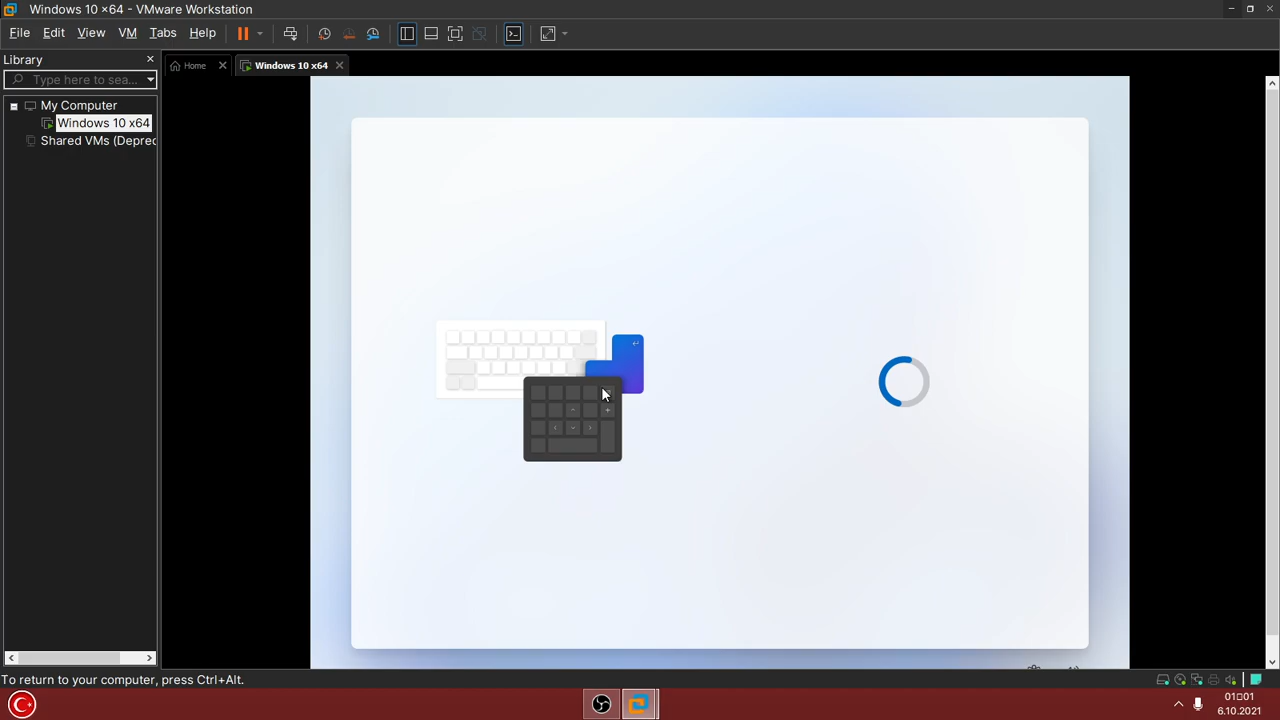 Windows 10 ×64 - VMware Workstation
File Edit View VM Tabs Help
Library
Type here to sea...
Home
Windows 10 x64
My Computer
Windows 10 x64
Shared VMs (Deprec
To return to your computer, press Ctrl+Alt.
01□01
6.10.2021